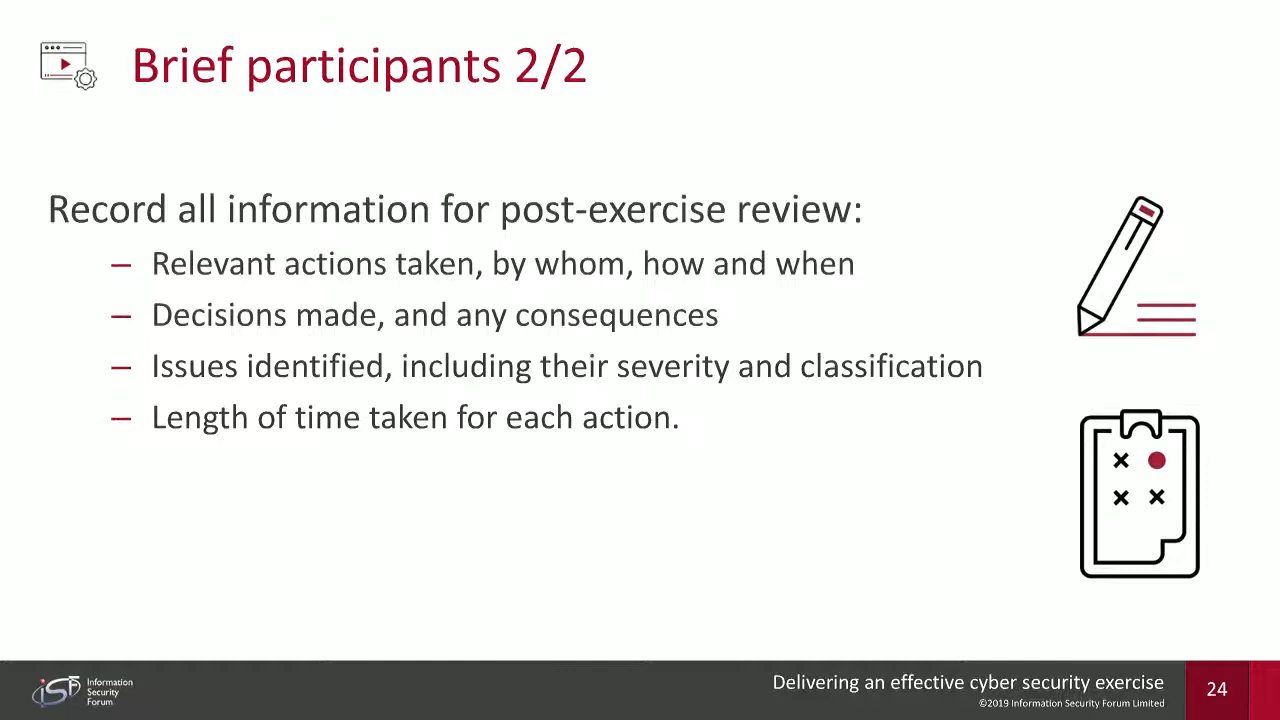 Brief participants 2/2
Record all information for post-exercise review:
– Relevant actions taken, by whom, how and when
– Decisions made, and any consequences
– Issues identified, including their severity and classification
– Length of time taken for each action.
isf
Information
Security
Forum
Delivering an effective cyber security exercise
©2019 Information Security Forum Limited
24